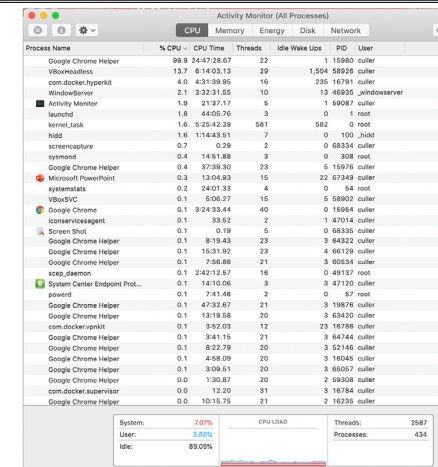 Activity Monitor (All Processes)
CPU Memory Energy Disk Network
Process Name % CPU CPU Time Threads Idle Wake Ups PID User
Google Chrome Helper 99.9 24:47:28.67 22 1 15980 culler
VBoxHeadless 13.7 6:14:03.13 29 1,504 58926 culler
com.docker.hyperkit 4.0 4:31:39.95 16 235 16791 culler
WindowServer 2.1 3:32:31.55 10 13 46935 _windowserver
Activity Monitor 1.9 21:37.17 5 1 59087 culler
launchd 1.8 44:05.76 3 0 1 root
kernel_task 1.6 5:25:42.39 581 582 0 root
hidd 1.6 1:14:43.51 7 0 100 _hidd
screencapture 0.7 0.29 2 0 68334 culler
sysmond 0.4 14:51.88 3 0 308 root
Google Chrome Helper 0.4 37:39.30 23 5 15976 culler
Microsoft PowerPoint 0.3 13:04.93 15 22 67349 culler
systemstats 0.2 24:01.33 4 0 54 root
VBoxSVC 0.1 5:06.27 15 5 58902 culler
Google Chrome 0.1 3:24:33.44 40 0 15954 culler
iconservicesagent 0.1 33.52 2 1 47014 culler
Screen Shot 0.1 0.19 5 0 68335 culler
Google Chrome Helper 0.1 8:19.43 23 3 64322 culler
Google Chrome Helper 0.1 15:31.92 23 4 66129 culler
Google Chrome Helper 0.1 7:56.86 21 3 60534 culler
scep_daemon 0.1 2:42:12.57 16 0 49137 root
System Center Endpoint Prot... 0.1 14:10.06 3 3 47120 culler
powerd 0.1 7:41.46 2 0 57 root
Google Chrome Helper 0.1 47:32.67 21 3 19876 culler
Google Chrome Helper 0.1 13:19.58 20 3 63420 culler
com.docker.vpnkit 0.1 3:52.03 12 23 16786 culler
Google Chrome Helper 0.1 3:41.15 21 3 64744 culler
Google Chrome Helper 0.1 8:22.79 20 3 52146 culler
Google Chrome Helper 0.1 4:58.09 20 3 16045 culler
Google Chrome Helper 0.1 3:09.51 20 3 65057 culler
Google Chrome Helper 0.0 1:30.87 20 2 59308 culler
com.docker.supervisor 0.0 12.20 31 3 16784 culler
Google Chrome Helper 0.0 10:15.75 21 2 16235 culler
System: 7.07% CPU LOAD Threads: 2587
User: 3.88% Processes: 434
Idle: 89.05%